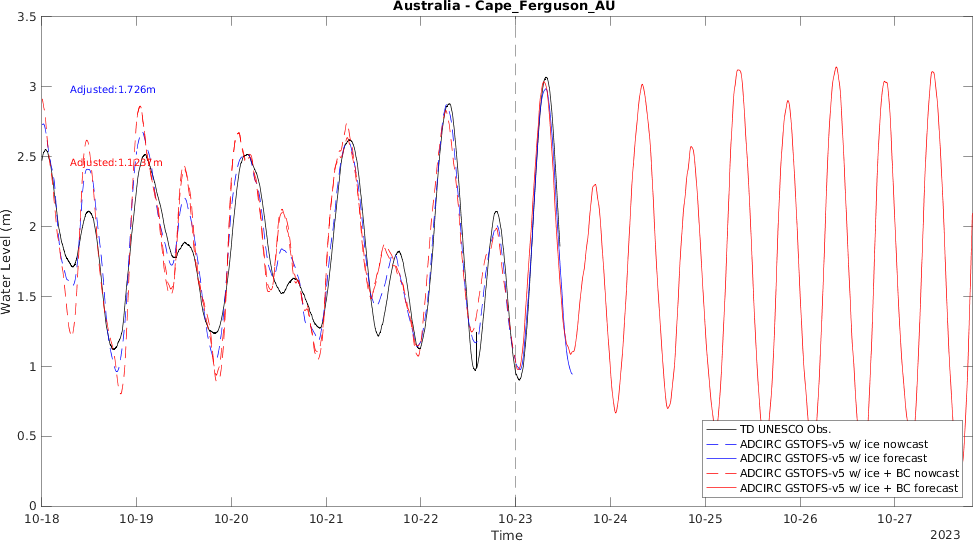 Australia - Cape_Ferguson_AU
Water Level (m)
3.5
3
2.5
2
1.5
1
0.5
0
Adjusted:1.726m
Adjusted:1.1237m
TD UNESCO Obs.
ADCIRC GSTOFS-v5 w/ ice nowcast
ADCIRC GSTOFS-v5 w/ ice forecast
ADCIRC GSTOFS-v5 w/ ice + BC nowcast
ADCIRC GSTOFS-v5 w/ ice + BC forecast
10-18 10-19 10-20 10-21 10-22 10-23 10-24 10-25 10-26 10-27
Time
2023